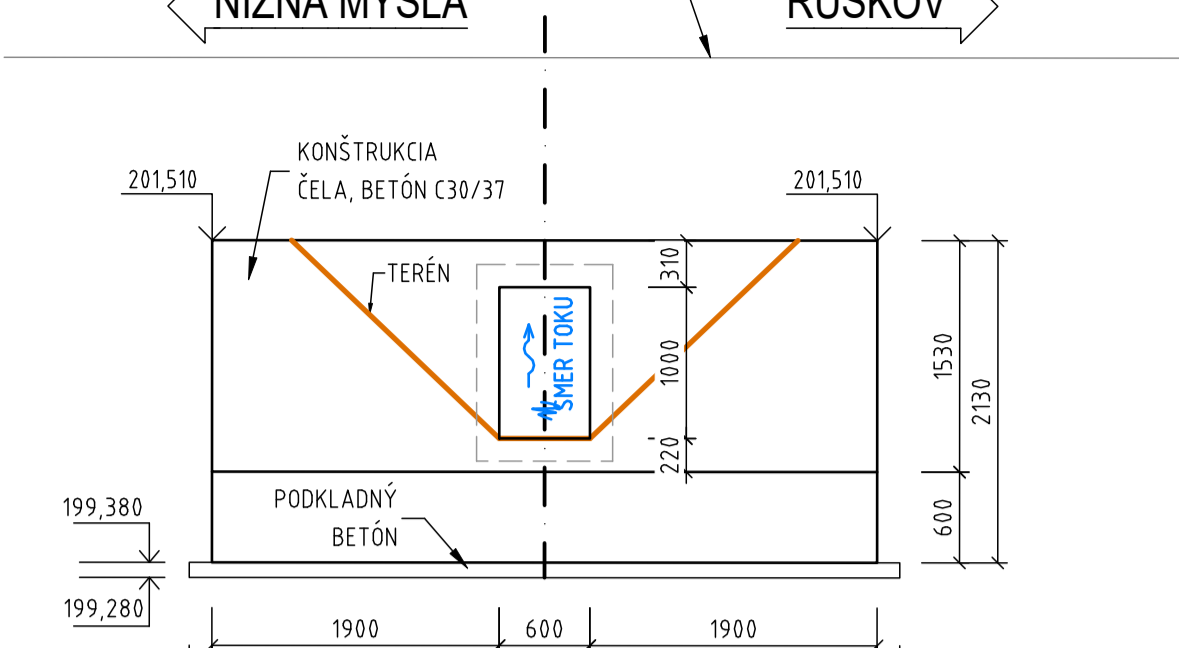 NIŽNÁ MYŠĽA
RUSKOV
KONŠTRUKCIA
ČELA, BETÓN C30/37
201,510
201,510
TERÉN
310
SMER TOKU
1000
1530
2130
220
PODKLADNÝ
BETÓN
600
199,380
199,280
1900
600
1900